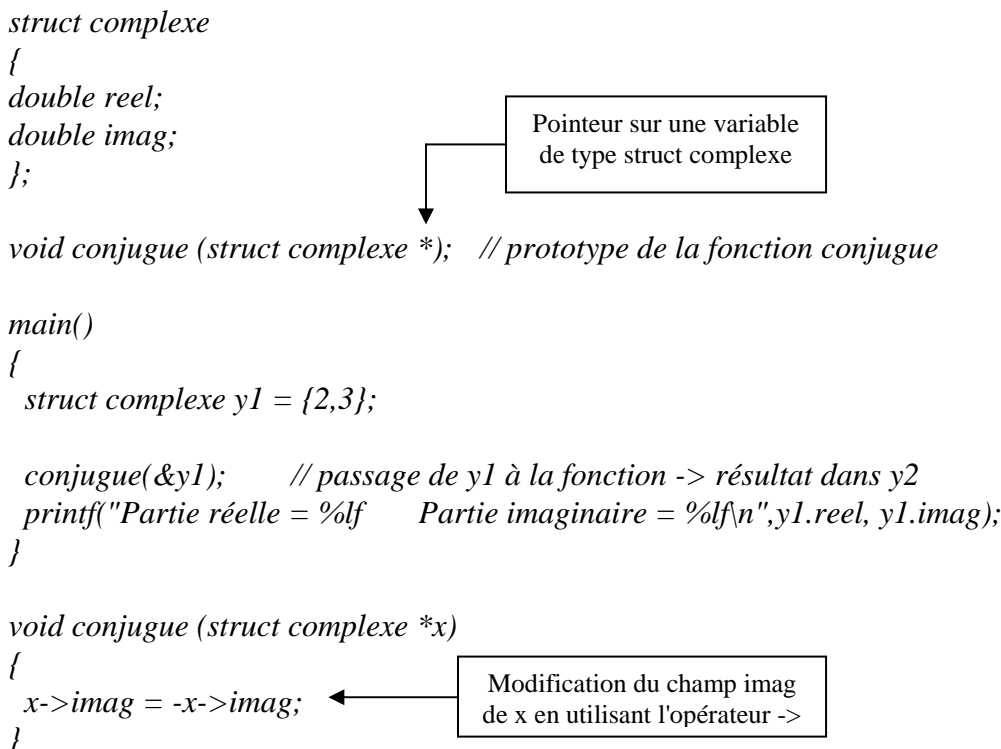 struct complexe
{
double reel;
double imag;
};
Pointeur sur une variable
de type struct complexe
void conjugue (struct complexe *);   // prototype de la fonction conjugue
main()
{
struct complexe y1 = {2,3};
conjugue(&y1);        // passage de y1 à la fonction -> résultat dans y2
printf("Partie réelle = %lf      Partie imaginaire = %lf\n",y1.reel, y1.imag);
}
void conjugue (struct complexe *x)
{
x->imag = -x->imag;
Modification du champ imag
de x en utilisant l'opérateur ->
}